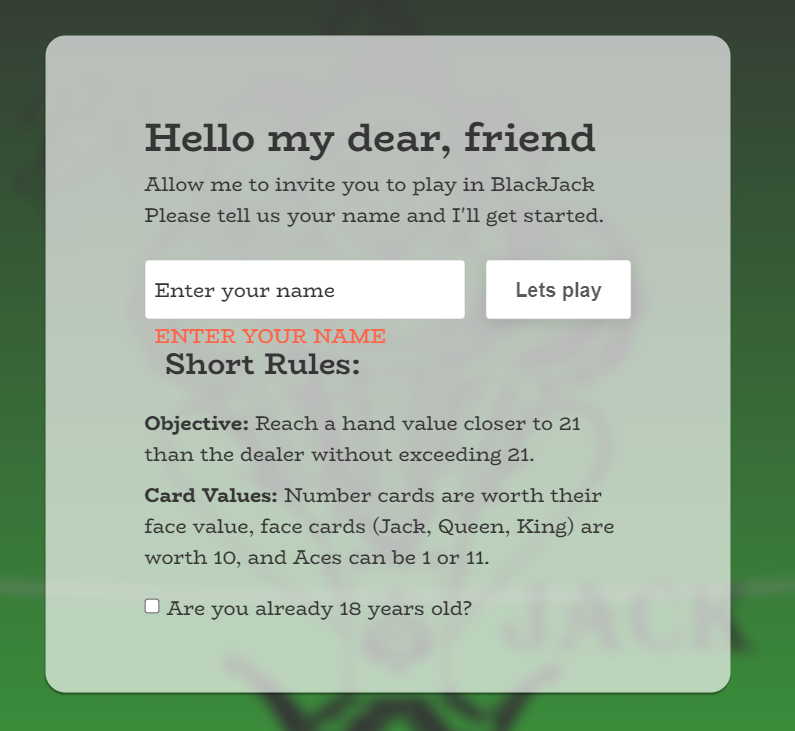 Hello my dear, friend
Allow me to invite you to play in BlackJack
Please tell us your name and I'll get started.
Enter your name
Lets play
ENTER YOUR NAME
Short Rules:
Objective: Reach a hand value closer to 21
than the dealer without exceeding 21.
Card Values: Number cards are worth their
face value, face cards (Jack, Queen, King) are
worth 10, and Aces can be 1 or 11.
Are you already 18 years old?
JACK